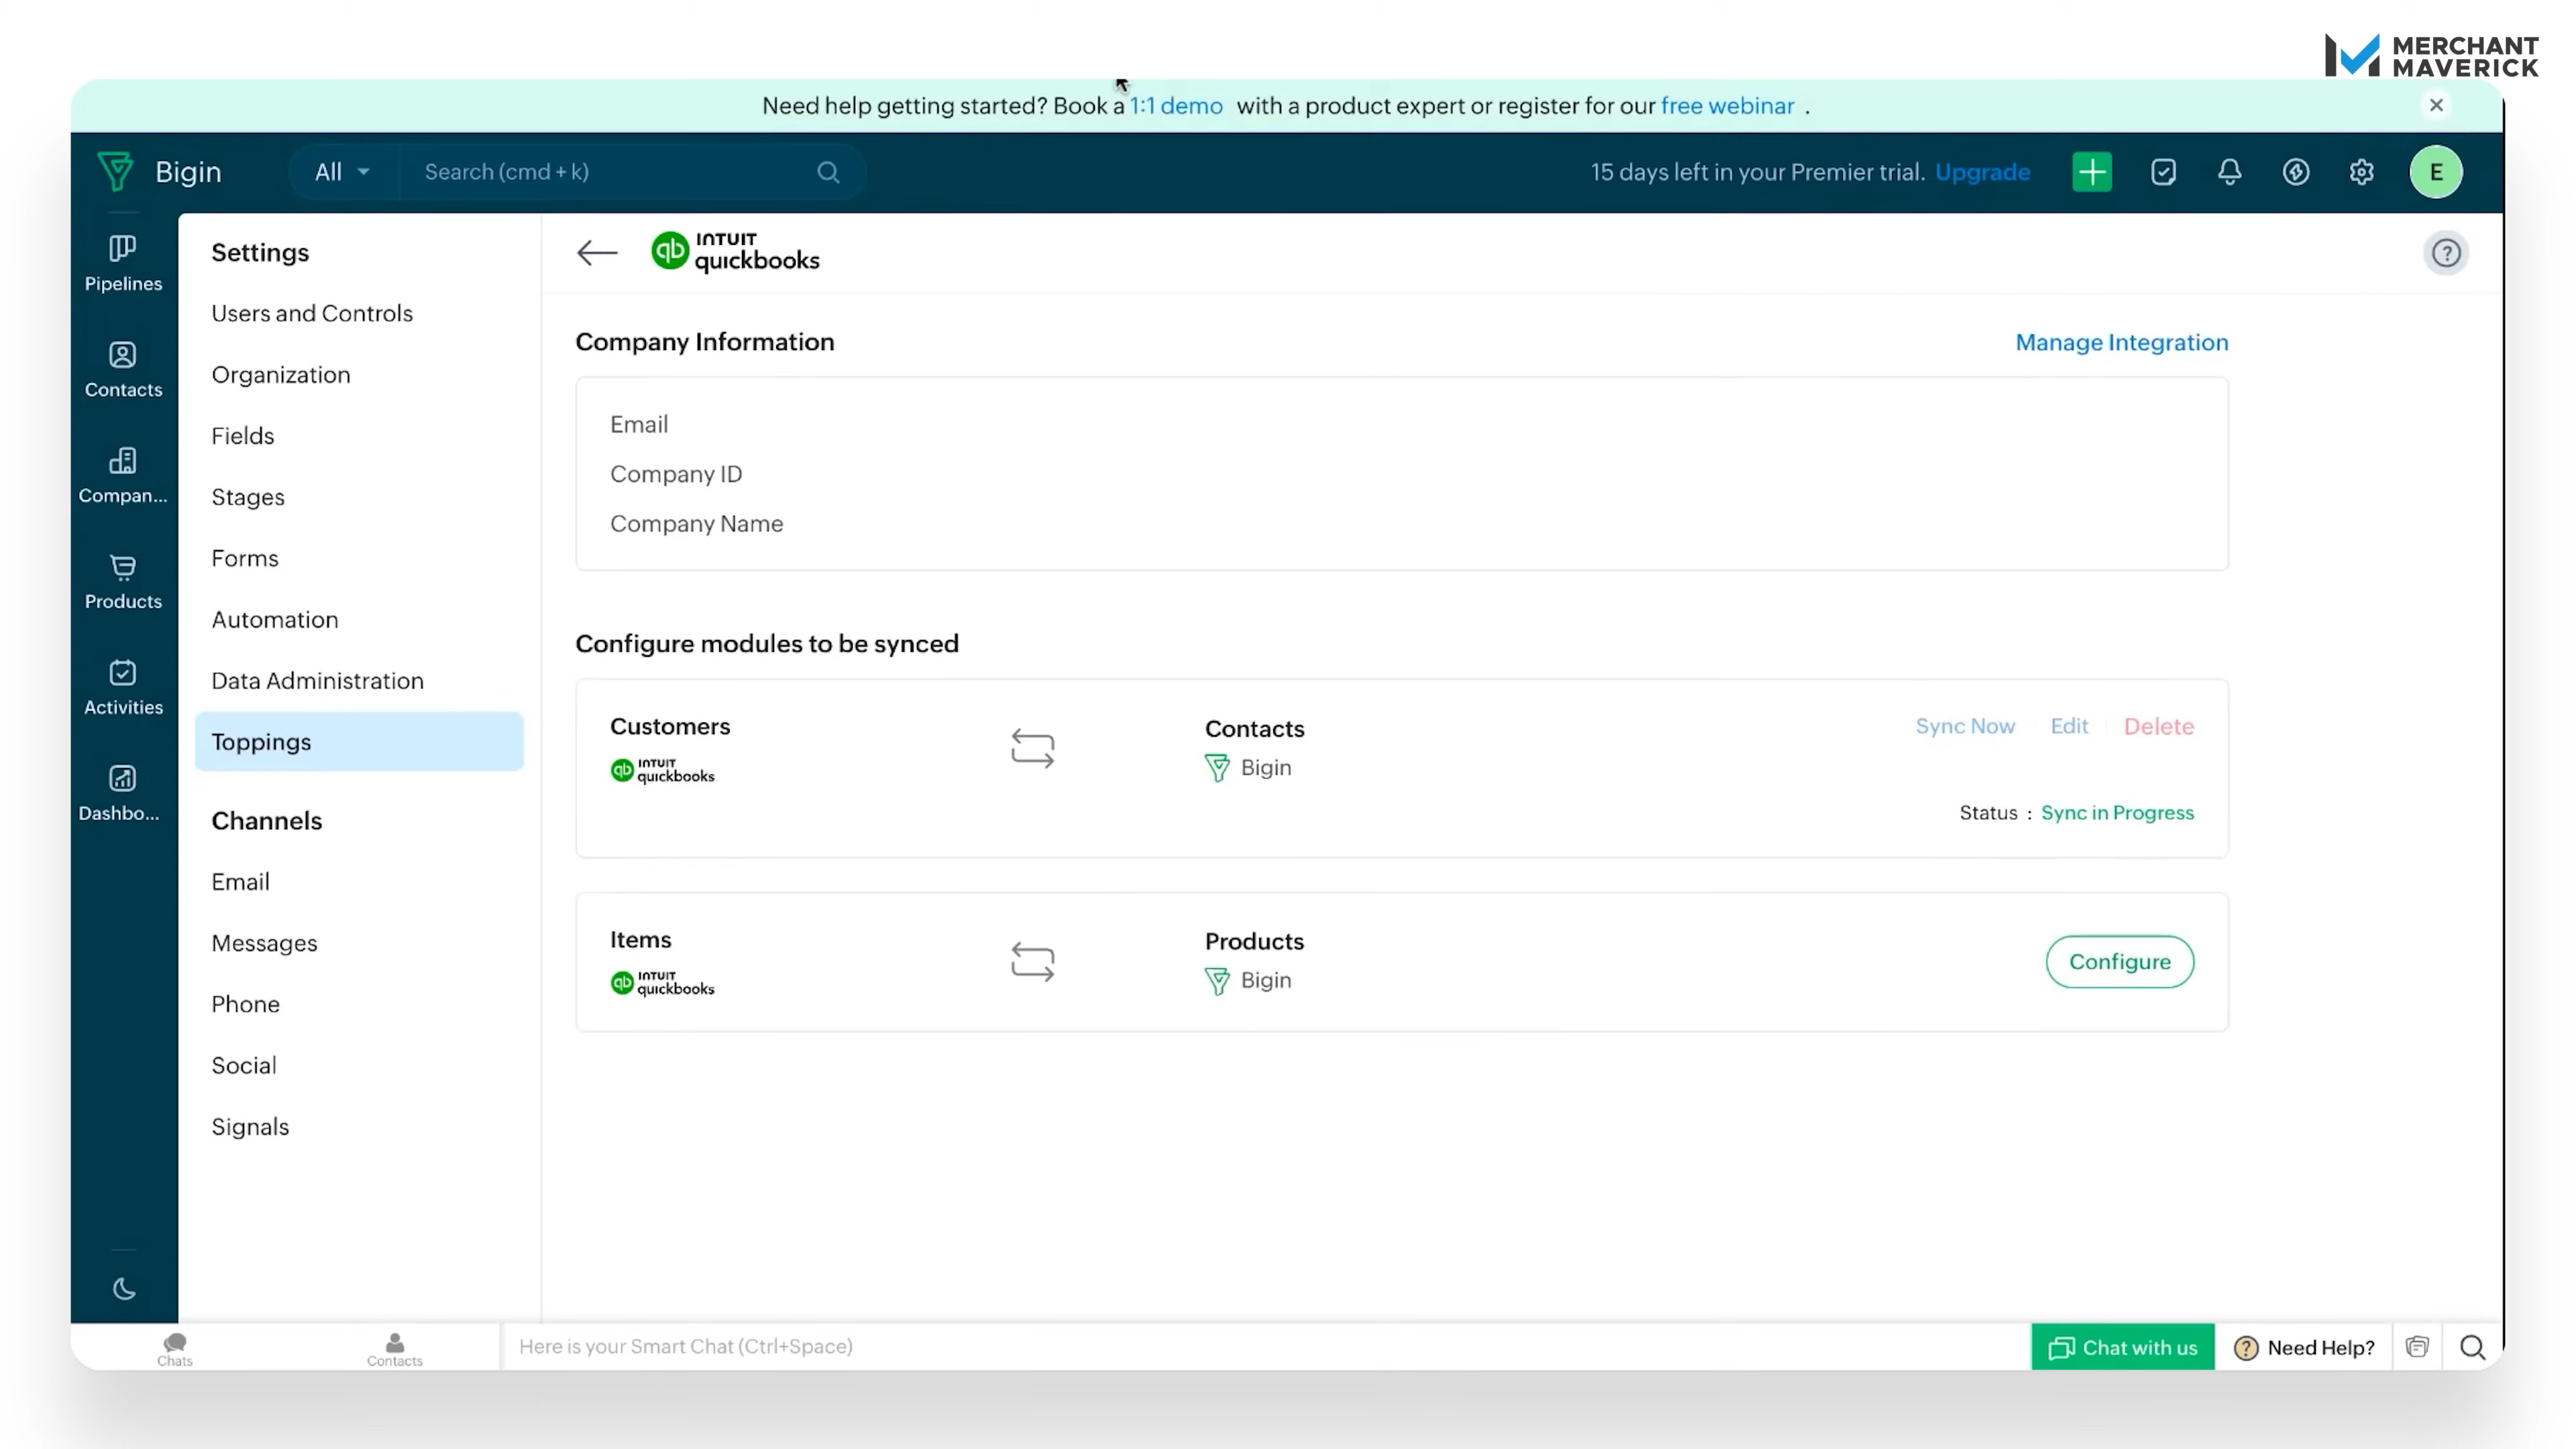 MERCHANT
MAVERICK
Need help getting started? Book a 1:1 demo with a product expert or register for our free webinar .
Bigin
All
Search (cmd + k)
15 days left in your Premier trial. Upgrade
E
Pipelines
Contacts
Compan...
Products
Activities
Dashbo...
Settings
Users and Controls
Organization
Fields
Stages
Forms
Automation
Data Administration
Toppings
Channels
Email
Messages
Phone
Social
Signals
qb INTUIT
quickbooks
?
Company Information
Manage Integration
Email
Company ID
Company Name
Configure modules to be synced
Customers
qb INTUIT
quickbooks
Contacts
Bigin
Sync Now Edit Delete
Status : Sync in Progress
Items
qb INTUIT
quickbooks
Products
Bigin
Configure
Chats
Contacts
Here is your Smart Chat (Ctrl+Space)
Chat with us
? Need Help?